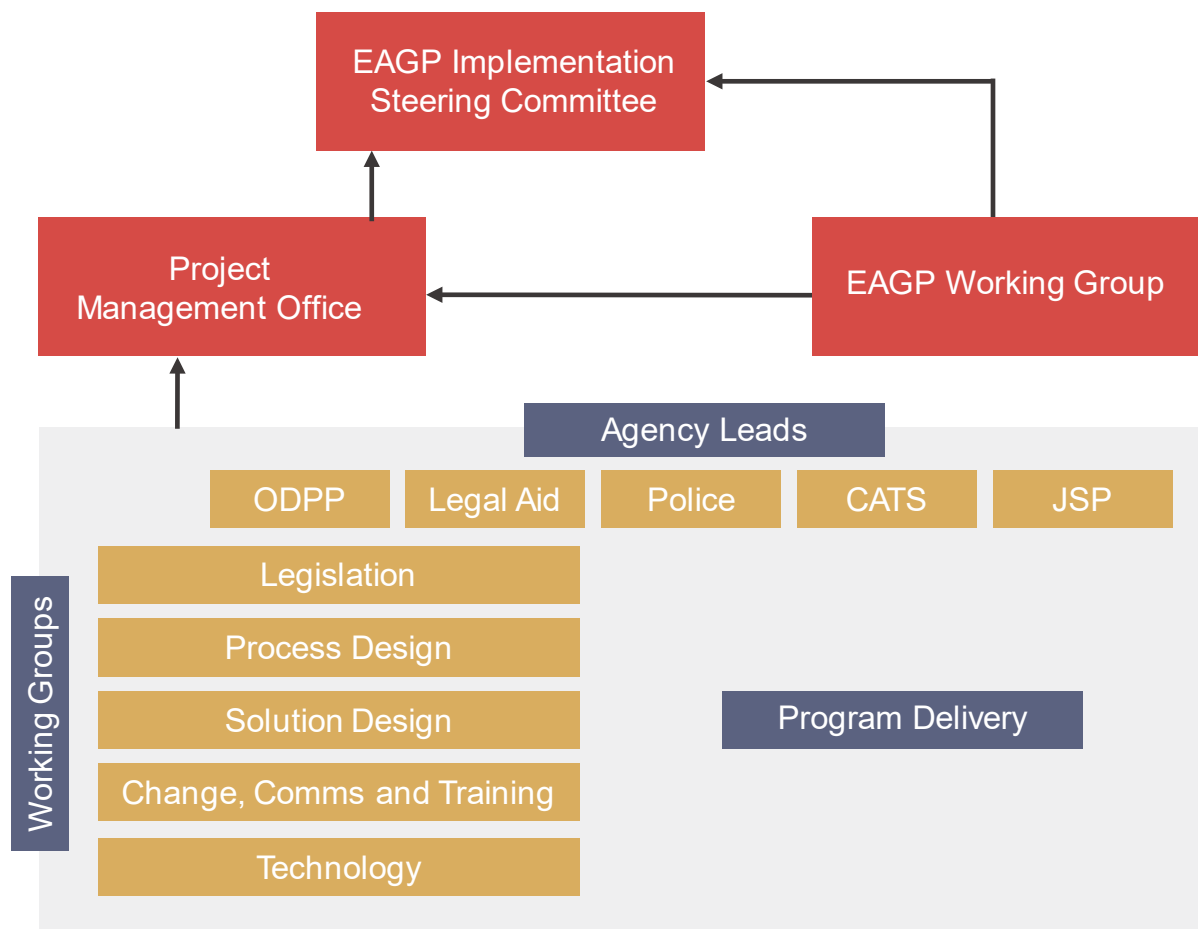 EAGP Implementation
Steering Committee
Project
Management Office
EAGP Working Group
Agency Leads
ODPP
Legal Aid
Police
CATS
JSP
Working Groups
Legislation
Process Design
Solution Design
Change, Comms and Training
Technology
Program Delivery